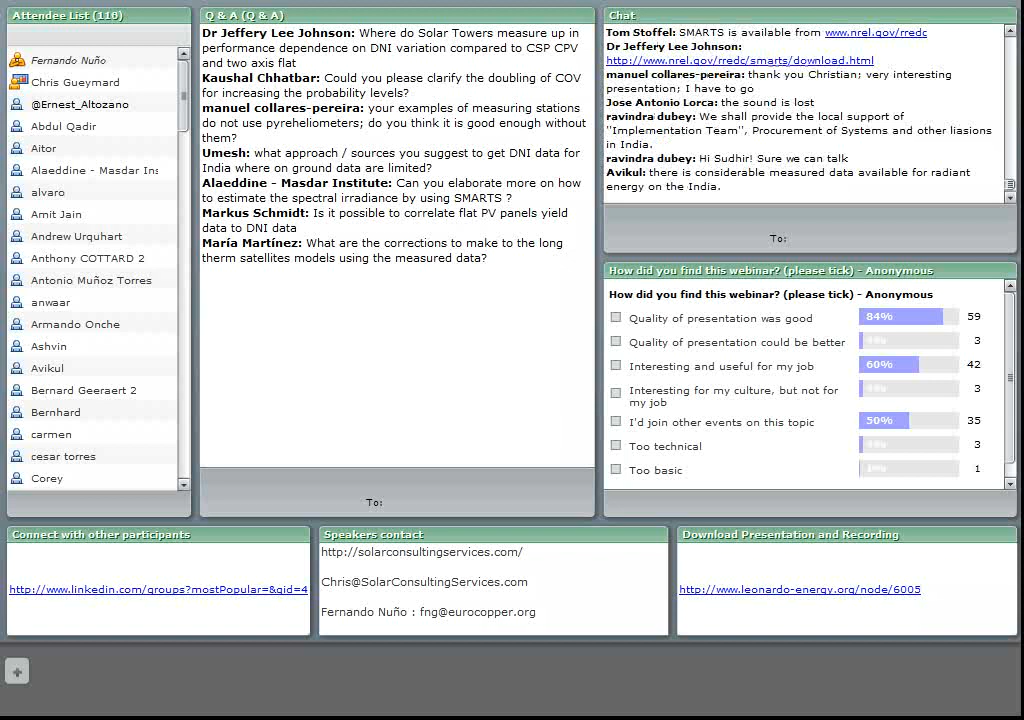 Attendee List (116)
Fernando Nuño
Chris Gueymard
@Ernest_Altozano
Abdul Qadir
Aitor
Alaeddine - Masdar Ins
alvaro
Amit Jain
Andrew Urquhart
Anthony COTTARD 2
Antonio Muñoz Torres
anwaar
Armando Onche
Ashvin
Avikul
Bernard Geeraert 2
Bernhard
carmen
cesar torres
Corey
Q & A (Q & A)
Dr Jeffery Lee Johnson: Where do Solar Towers measure up in
performance dependence on DNI variation compared to CSP CPV
and two axis flat
Kaushal Chhatbar: Could you please clarify the doubling of COV
for increasing the probability levels?
manuel collares-pereira: your examples of measuring stations
do not use pyreheliometers; do you think it is good enough without
them?
Umesh: what approach / sources you suggest to get DNI data for
India where on ground data are limited?
Alaeddine - Masdar Institute: Can you elaborate more on how
to estimate the spectral irradiance by using SMARTS ?
Markus Schmidt: Is it possible to correlate flat PV panels yield
data to DNI data
María Martínez: What are the corrections to make to the long
therm satellites models using the measured data?
To:
Chat
Tom Stoffel: SMARTS is available from www.nrel.gov/rredc
Dr Jeffery Lee Johnson:
http://www.nrel.gov/rredc/smarts/download.html
manuel collares-pereira: thank you Christian; very interesting
presentation; I have to go
Jose Antonio Lorca: the sound is lost
ravindra dubey: We shall provide the local support of
"Implementation Team", Procurement of Systems and other liasions
in India.
ravindra dubey: Hi Sudhir! Sure we can talk
Avikul: there is considerable measured data available for radiant
energy on the India.
To:
How did you find this webinar? (please tick) - Anonymous
How did you find this webinar? (please tick) - Anonymous
Quality of presentation was good 84% 59
Quality of presentation could be better 3
Interesting and useful for my job 60% 42
Interesting for my culture, but not for
my job 3
I'd join other events on this topic 50% 35
Too technical 3
Too basic 1
Connect with other participants
http://www.linkedin.com/groups?mostPopular=&gid=4
Speakers contact
http://solarconsultingservices.com/
Chris@SolarConsultingServices.com
Fernando Nuño : fng@eurocopper.org
Download Presentation and Recording
http://www.leonardo-energy.org/node/6005